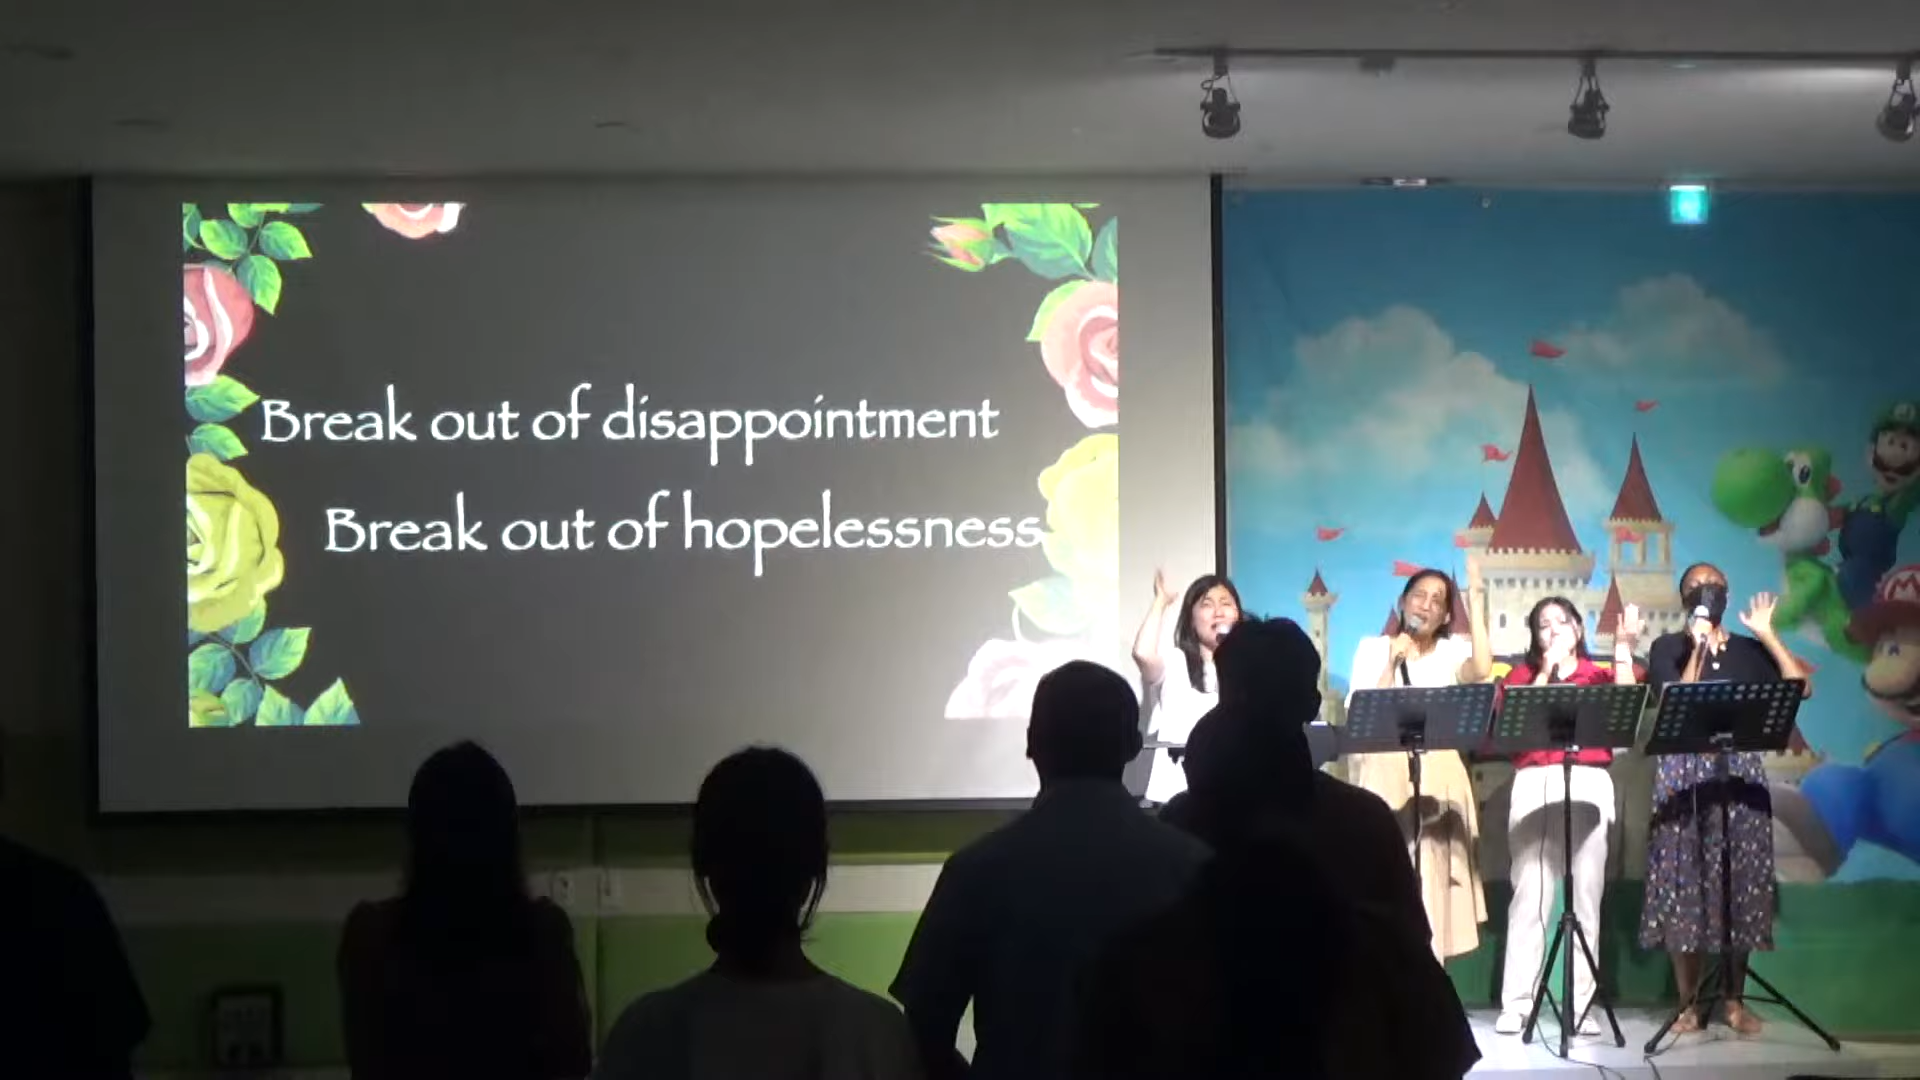 Break out of disappointment
Break out of hopelessness
M